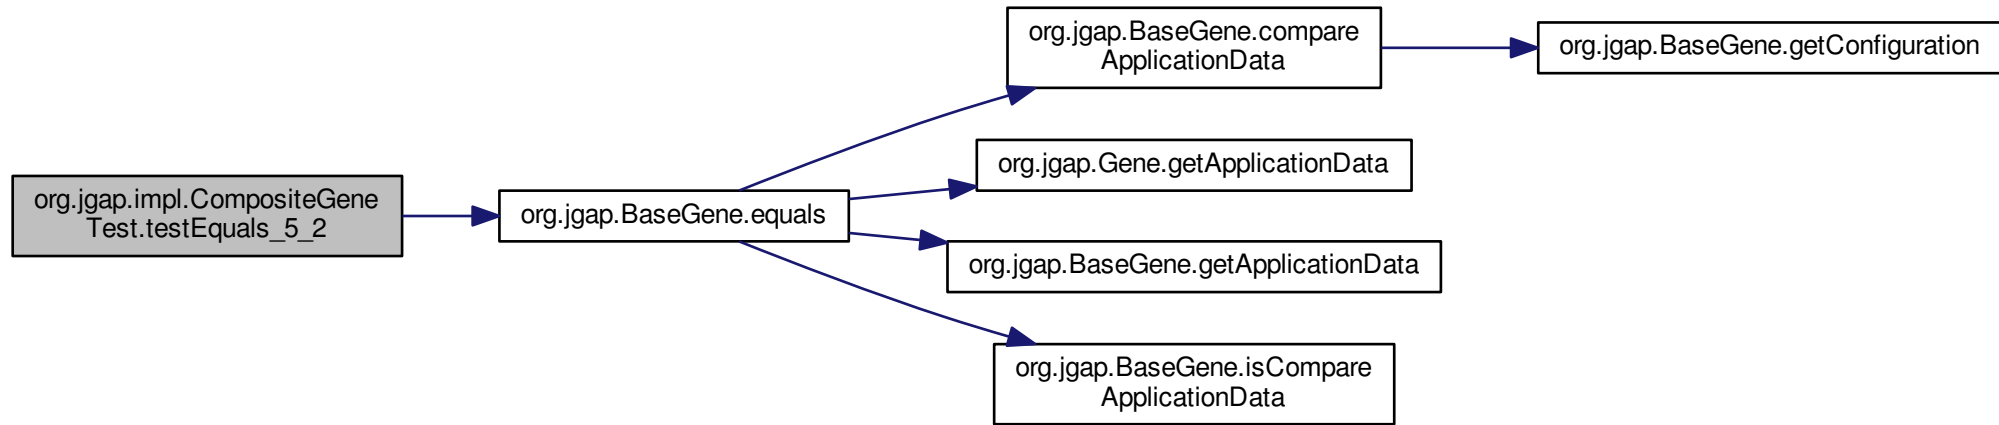 org.jgap.impl.CompositeGene
Test.testEquals_5_2
org.jgap.BaseGene.equals
org.jgap.BaseGene.compare
ApplicationData
org.jgap.BaseGene.getConfiguration
org.jgap.Gene.getApplicationData
org.jgap.BaseGene.getApplicationData
org.jgap.BaseGene.isCompare
ApplicationData